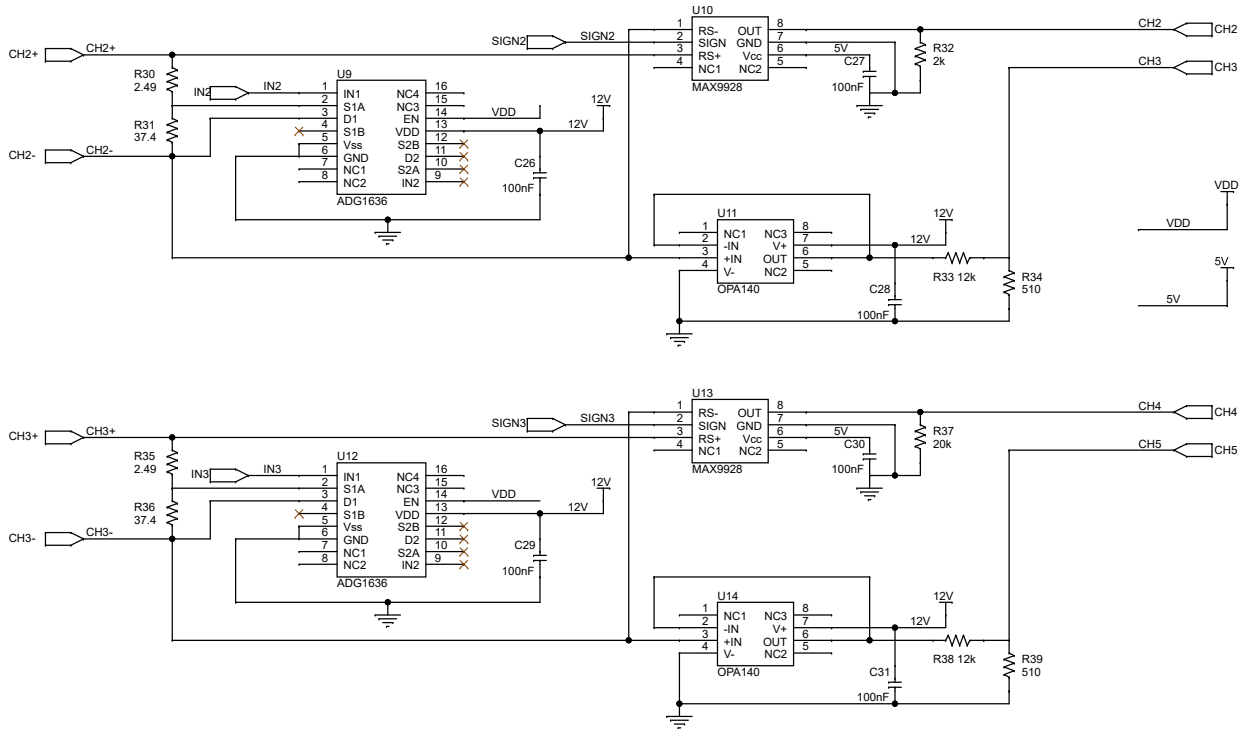 U10
1 RS- OUT 8
2 SIGN GND 7
3 RS+ Vcc 6
4 NC1 NC2 5
MAX9928
SIGN2 SIGN2
CH2 CH2
CH3 CH3
R32
2k
5V
C27
100nF
CH2+ CH2+
R30
2.49
IN2 IN2
R31
37.4
CH2- CH2-
U9
1 IN1 NC4 16
2 S1A NC3 15
3 D1 EN 14
4 S1B VDD 13
5 Vss S2B 12
6 GND D2 11
7 NC1 S2A 10
8 NC2 IN2 9
ADG1636
VDD
12V
12V
C26
100nF
U11
1 NC1 NC3 8
2 -IN V+ 7
3 +IN OUT 6
4 V- NC2 5
OPA140
12V
12V
R33 12k
R34
510
C28
100nF
VDD
VDD
5V
5V
U13
1 RS- OUT 8
2 SIGN GND 7
3 RS+ Vcc 6
4 NC1 NC2 5
MAX9928
SIGN3 SIGN3
CH4 CH4
CH5 CH5
R37
20k
5V
C30
100nF
CH3+ CH3+
R35
2.49
IN3 IN3
R36
37.4
CH3- CH3-
U12
1 IN1 NC4 16
2 S1A NC3 15
3 D1 EN 14
4 S1B VDD 13
5 Vss S2B 12
6 GND D2 11
7 NC1 S2A 10
8 NC2 IN2 9
ADG1636
VDD
12V
12V
C29
100nF
U14
1 NC1 NC3 8
2 -IN V+ 7
3 +IN OUT 6
4 V- NC2 5
OPA140
12V
12V
R38 12k
R39
510
C31
100nF